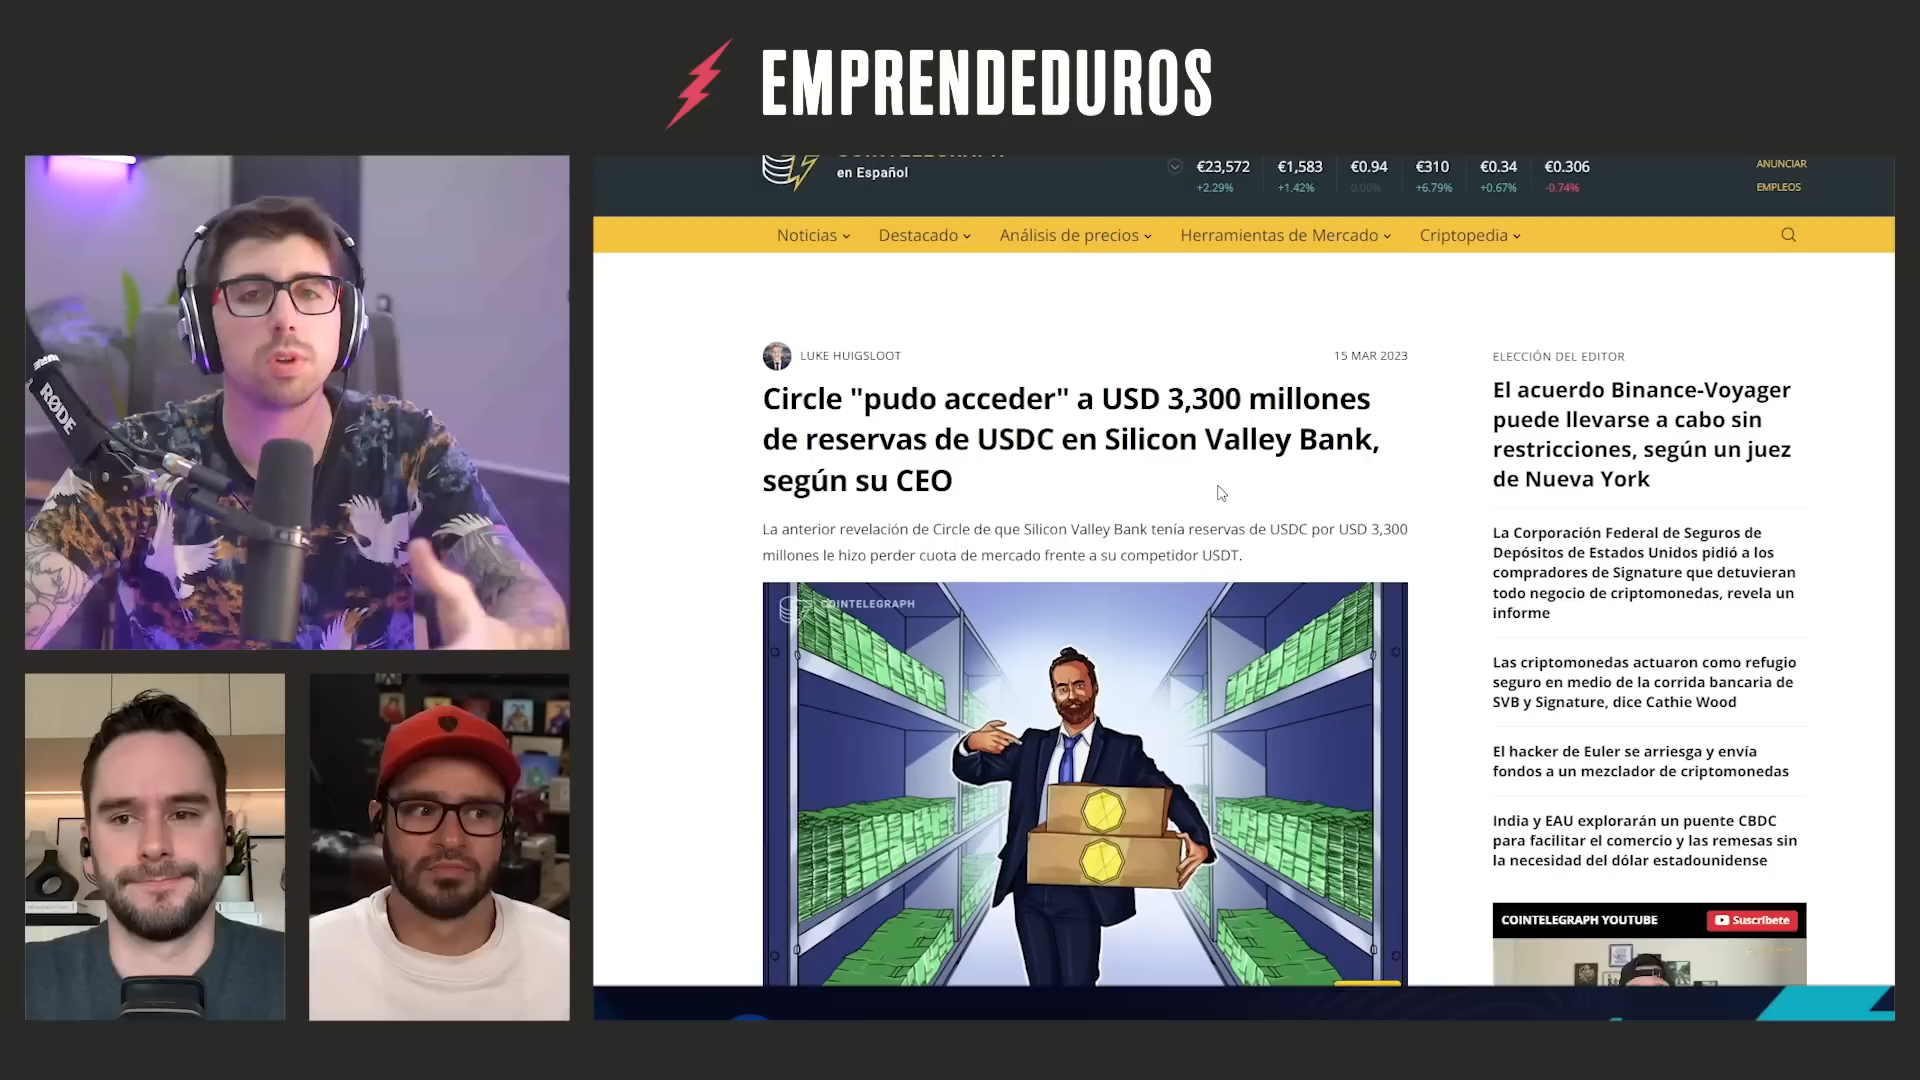 EMPRENDEDUROS
RØDE
COINTELEGRAPH
en Español
€23,572 €1,583 €0.94 €310 €0.34 €0.306
+2.29% +1.42% 0.00% +6.79% +0.67% -0.74%
ANUNCIAR
EMPLEOS
Noticias Destacado Análisis de precios Herramientas de Mercado Criptopedia
LUKE HUIGSLOOT 15 MAR 2023
Circle "pudo acceder" a USD 3,300 millones
de reservas de USDC en Silicon Valley Bank,
según su CEO
La anterior revelación de Circle de que Silicon Valley Bank tenía reservas de USDC por USD 3,300
millones le hizo perder cuota de mercado frente a su competidor USDT.
COINTELEGRAPH
ELECCIÓN DEL EDITOR
El acuerdo Binance-Voyager
puede llevarse a cabo sin
restricciones, según un juez
de Nueva York
La Corporación Federal de Seguros de
Depósitos de Estados Unidos pidió a los
compradores de Signature que detuvieran
todo negocio de criptomonedas, revela un
informe
Las criptomonedas actuaron como refugio
seguro en medio de la corrida bancaria de
SVB y Signature, dice Cathie Wood
El hacker de Euler se arriesga y envía
fondos a un mezclador de criptomonedas
India y EAU explorarán un puente CBDC
para facilitar el comercio y las remesas sin
la necesidad del dólar estadounidense
COINTELEGRAPH YOUTUBE Suscríbete